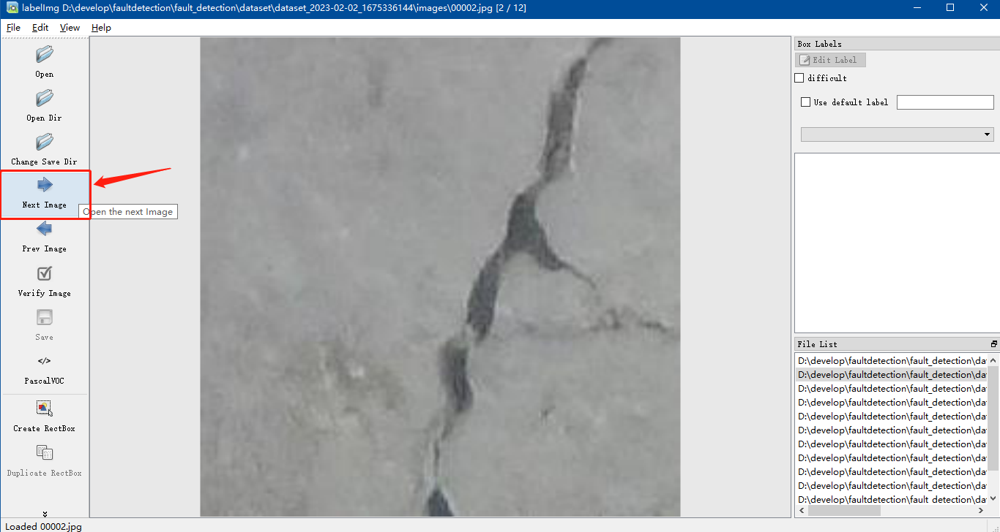 labelImg D:\develop\faultdetection\fault_detection\dataset\dataset_2023-02-02_1675336144\images\00002.jpg [2 / 12]
File Edit View Help
Open
Open Dir
Change Save Dir
Next Image
Open the next Image
Prev Image
Verify Image
Save
</>
PascalVOC
Create RectBox
Duplicate RectBox
Box Labels
Edit Label
difficult
Use default label
File List
D:\develop\faultdetection\fault_detection\da
D:\develop\faultdetection\fault_detection\da
D:\develop\faultdetection\fault_detection\da
D:\develop\faultdetection\fault_detection\da
D:\develop\faultdetection\fault_detection\da
D:\develop\faultdetection\fault_detection\da
D:\develop\faultdetection\fault_detection\da
D:\develop\faultdetection\fault_detection\da
D:\develop\faultdetection\fault_detection\da
D:\develop\faultdetection\fault_detection\da
D:\develop\faultdetection\fault_detection\da
Loaded 00002.jpg